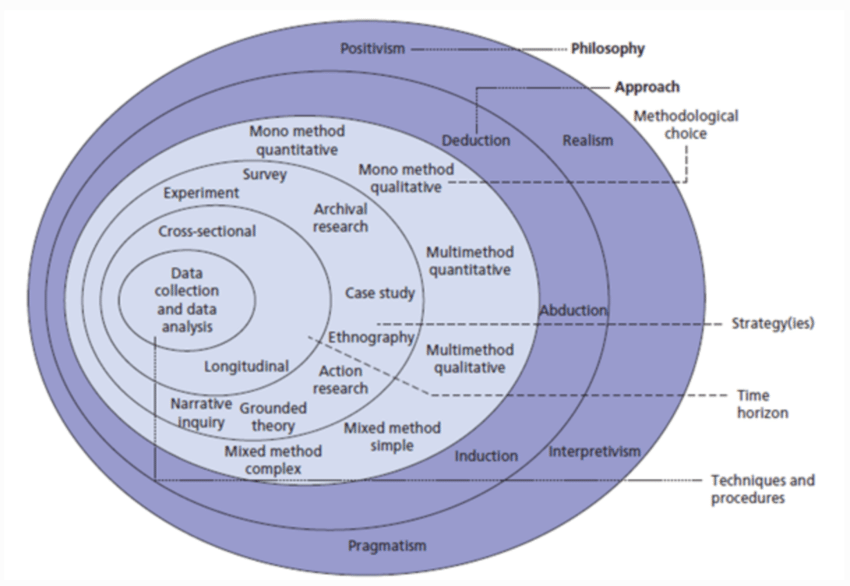 Positivism
Philosophy
Approach
Methodological
choice
Mono method
quantitative
Deduction
Realism
Survey
Mono method
qualitative
Experiment
Archival
research
Cross-sectional
Multimethod
quantitative
Data
collection
and data
analysis
Case study
Abduction
Strategy(ies)
Ethnography
Multimethod
qualitative
Longitudinal
Action
research
Time
horizon
Narrative
inquiry
Grounded
theory
Mixed method
simple
Mixed method
complex
Induction
Interpretivism
Techniques and
procedures
Pragmatism